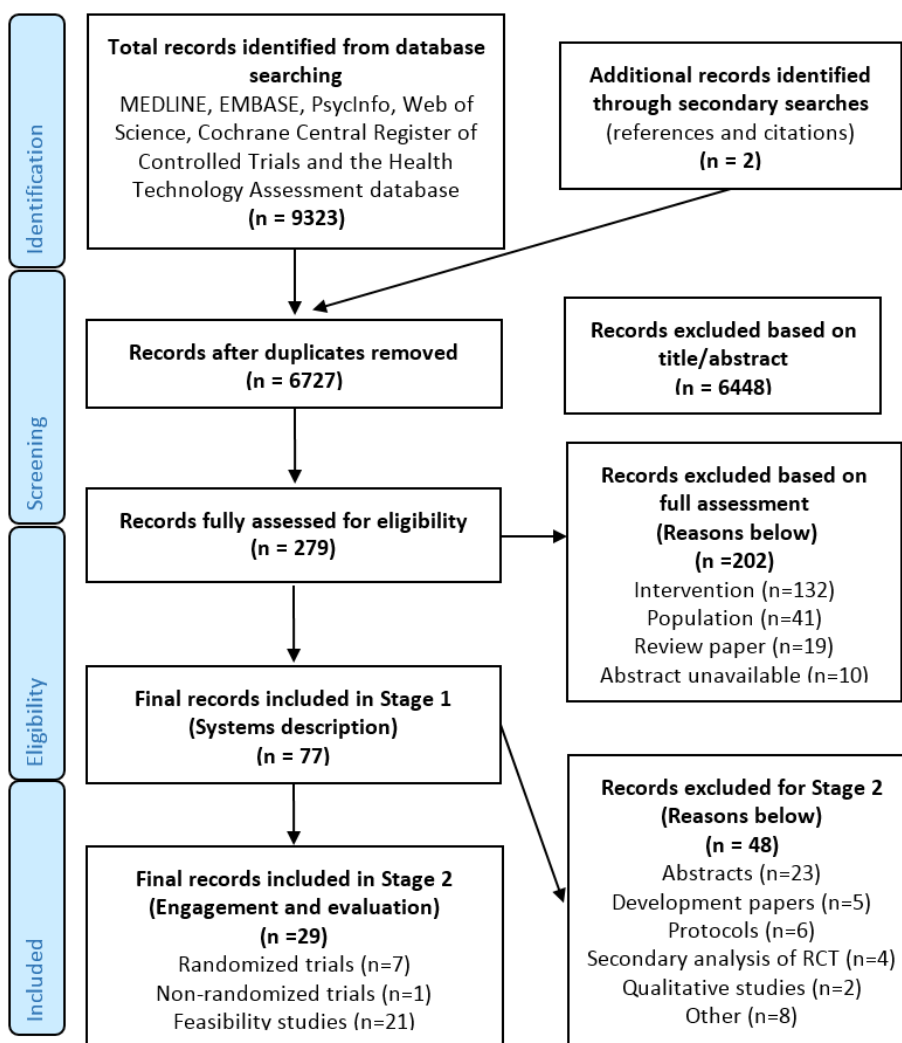 Identification
Total records identified from database
searching
MEDLINE, EMBASE, PsycInfo, Web of
Science, Cochrane Central Register of
Controlled Trials and the Health
Technology Assessment database
(n = 9323)
Additional records identified
through secondary searches
(references and citations)
(n = 2)
Screening
Records after duplicates removed
(n = 6727)
Records excluded based on
title/abstract
(n = 6448)
Records fully assessed for eligibility
(n = 279)
Records excluded based on
full assessment
(Reasons below)
(n =202)
Intervention (n=132)
Population (n=41)
Review paper (n=19)
Abstract unavailable (n=10)
Eligibility
Final records included in Stage 1
(Systems description)
(n = 77)
Records excluded for Stage 2
(Reasons below)
(n = 48)
Abstracts (n=23)
Development papers (n=5)
Protocols (n=6)
Secondary analysis of RCT (n=4)
Qualitative studies (n=2)
Other (n=8)
Included
Final records included in Stage 2
(Engagement and evaluation)
(n =29)
Randomized trials (n=7)
Non-randomized trials (n=1)
Feasibility studies (n=21)